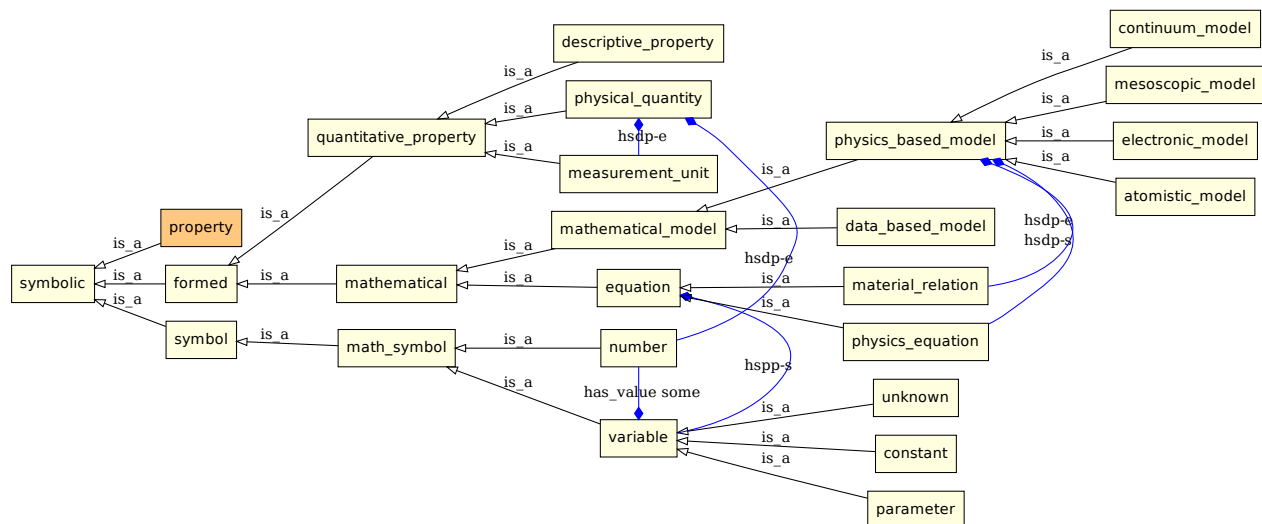 continuum_model
descriptive_property
is_a
is_a
mesoscopic_model
physical_quantity
is_a
is_a
quantitative_property
hsdp-e
physics_based_model
is_a
electronic_model
is_a
measurement_unit
is_a
is_a
atomistic_model
property
is_a
mathematical_model
is_a
data_based_model
hsdp-e
is_a
is_a
hsdp-s
hsdp-e
symbolic
is_a
formed
is_a
mathematical
is_a
equation
is_a
material_relation
is_a
is_a
symbol
is_a
math_symbol
is_a
number
physics_equation
hspp-s
is_a
has_value some
unknown
is_a
variable
is_a
constant
is_a
parameter